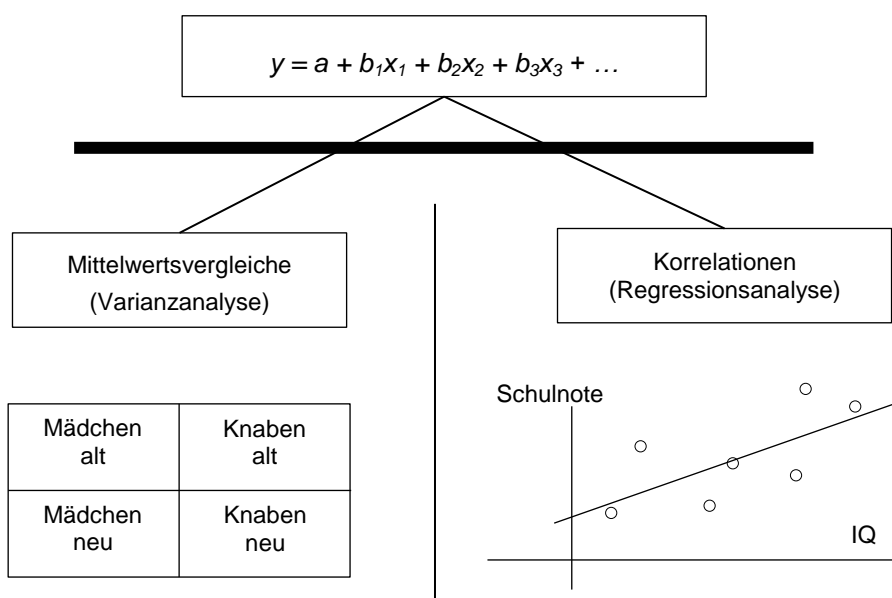 y = a + b₁x₁ + b₂x₂ + b₃x₃ + …
Mittelwertsvergleiche
(Varianzanalyse)
Korrelationen
(Regressionsanalyse)
Mädchen
alt
Knaben
alt
Mädchen
neu
Knaben
neu
Schulnote
IQ